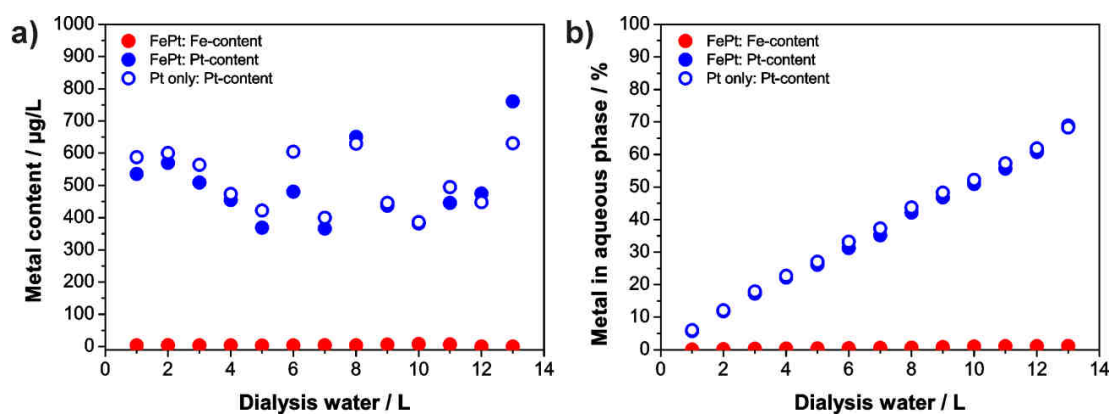 a)
FePt: Fe-content
FePt: Pt-content
Pt only: Pt-content
Metal content / µg/L
1000
900
800
700
600
500
400
300
200
100
0
0 2 4 6 8 10 12 14
Dialysis water / L
b)
FePt: Fe-content
FePt: Pt-content
Pt only: Pt-content
Metal in aqueous phase / %
100
90
80
70
60
50
40
30
20
10
0
0 2 4 6 8 10 12 14
Dialysis water / L